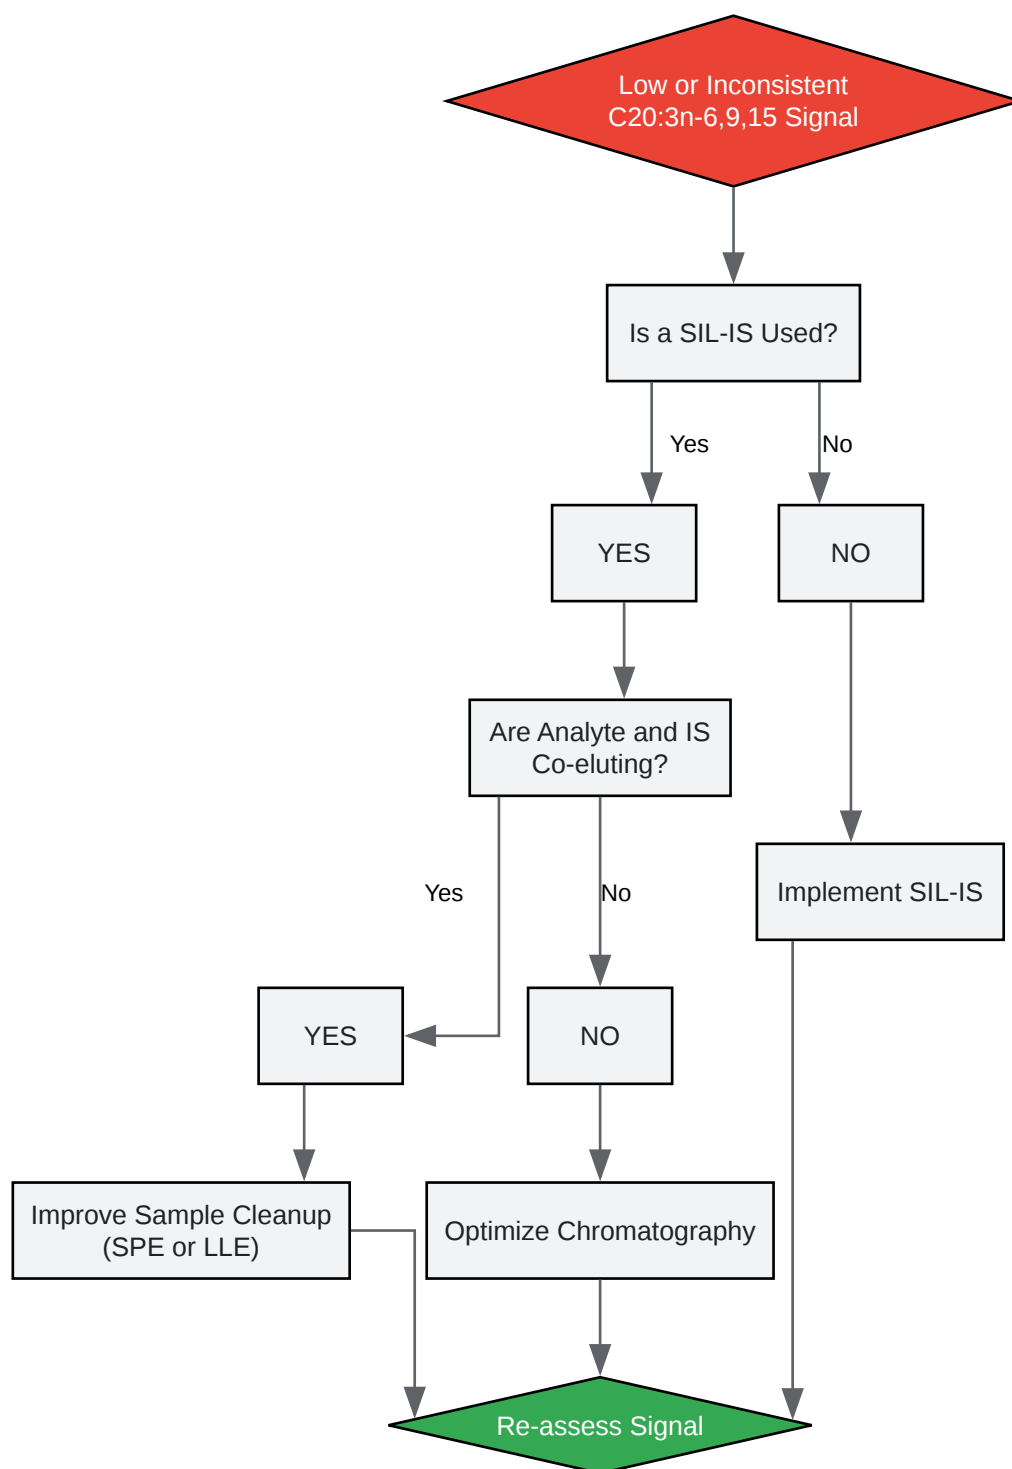 Low or Inconsistent
C20:3n-6,9,15 Signal
Is a SIL-IS Used?
Yes
No
YES
NO
Are Analyte and IS
Co-eluting?
Implement SIL-IS
Yes
No
YES
NO
Improve Sample Cleanup
(SPE or LLE)
Optimize Chromatography
Re-assess Signal